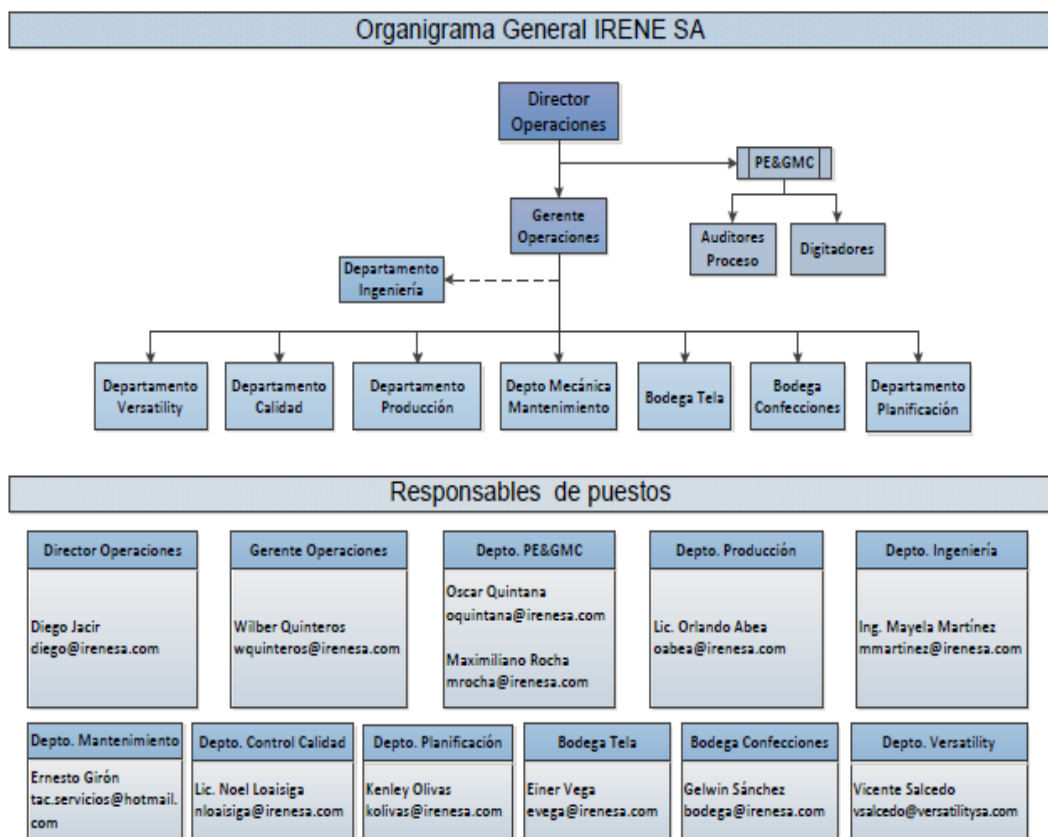 Organigrama General IRENE SA
Director
Operaciones
PE&GMC
Gerente
Operaciones
Auditores
Proceso
Digitadores
Departamento
Ingeniería
Departamento
Versatility
Departamento
Calidad
Departamento
Producción
Depto Mecánica
Mantenimiento
Bodega Tela
Bodega
Confecciones
Departamento
Planificación
Responsables de puestos
Director Operaciones
Diego Jacir
diego@irenesa.com
Gerente Operaciones
Wilber Quinteros
wquinteros@irenesa.com
Depto. PE&GMC
Oscar Quintana
oquintana@irenesa.com
Maximiliano Rocha
mrocha@irenesa.com
Depto. Producción
Lic. Orlando Abea
oabea@irenesa.com
Depto. Ingeniería
Ing. Mayela Martínez
mmartinez@irenesa.com
Depto. Mantenimiento
Ernesto Girón
tac.servicios@hotmail.
com
Depto. Control Calidad
Lic. Noel Loaisiga
nloaisiga@irenesa.com
Depto. Planificación
Kenley Olivas
kolivas@irenesa.com
Bodega Tela
Einer Vega
evega@irenesa.com
Bodega Confecciones
Gelwin Sánchez
bodega@irenesa.com
Depto. Versatility
Vicente Salcedo
vsalcedo@versatilitysa.com